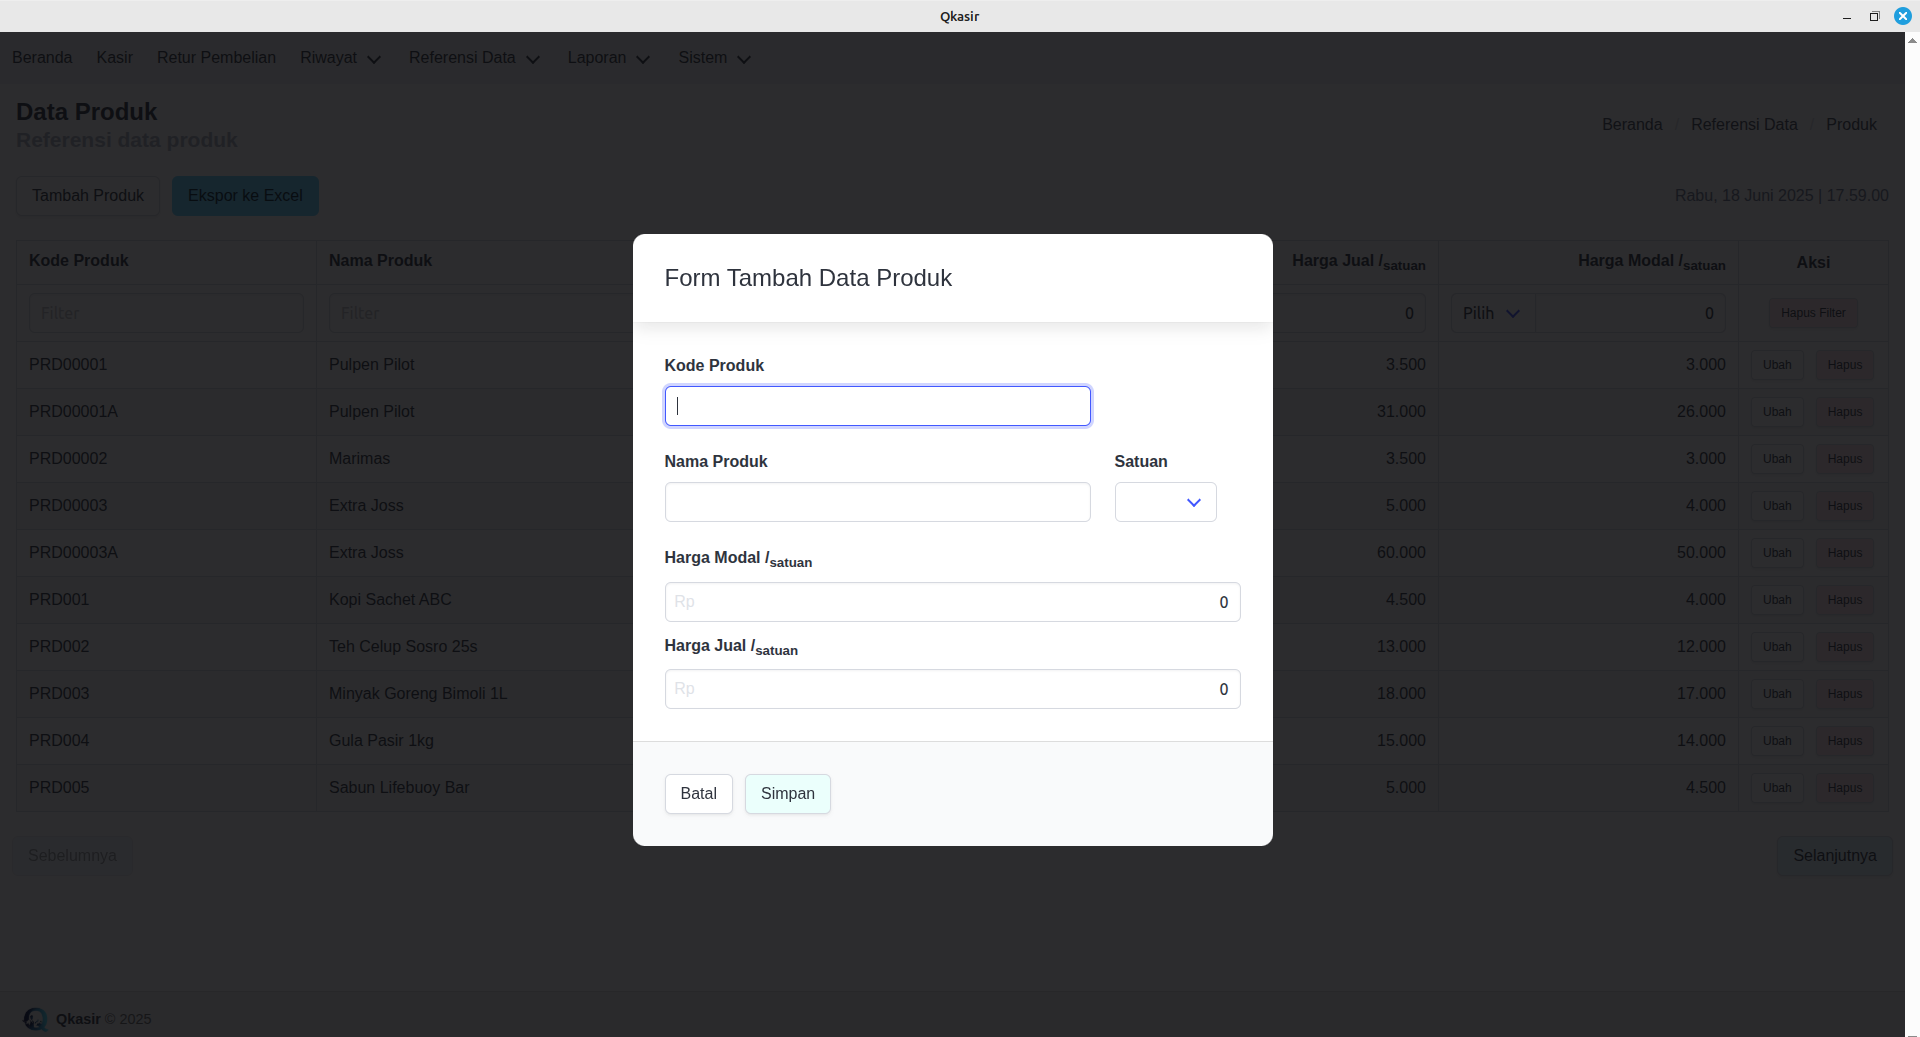 Qkasir
Beranda Kasir Retur Pembelian Riwayat Referensi Data Laporan Sistem
Data Produk
Referensi data produk
Beranda Referensi Data Produk
Tambah Produk Ekspor ke Excel Rabu, 18 Juni 2025 | 17.59.00
Kode Produk Nama Produk Harga Jual /satuan Harga Modal /satuan Aksi
Filter Filter 0 Pilih 0 Hapus Filter
PRD00001 Pulpen Pilot 3.500 3.000 Ubah Hapus
PRD00001A Pulpen Pilot 31.000 26.000 Ubah Hapus
PRD00002 Marimas 3.500 3.000 Ubah Hapus
PRD00003 Extra Joss 5.000 4.000 Ubah Hapus
PRD00003A Extra Joss 60.000 50.000 Ubah Hapus
PRD001 Kopi Sachet ABC 4.500 4.000 Ubah Hapus
PRD002 Teh Celup Sosro 25s 13.000 12.000 Ubah Hapus
PRD003 Minyak Goreng Bimoli 1L 18.000 17.000 Ubah Hapus
PRD004 Gula Pasir 1kg 15.000 14.000 Ubah Hapus
PRD005 Sabun Lifebuoy Bar 5.000 4.500 Ubah Hapus
Sebelumnya Selanjutnya
Form Tambah Data Produk
Kode Produk
Nama Produk Satuan
Harga Modal /satuan
Rp 0
Harga Jual /satuan
Rp 0
Batal Simpan
Qkasir © 2025